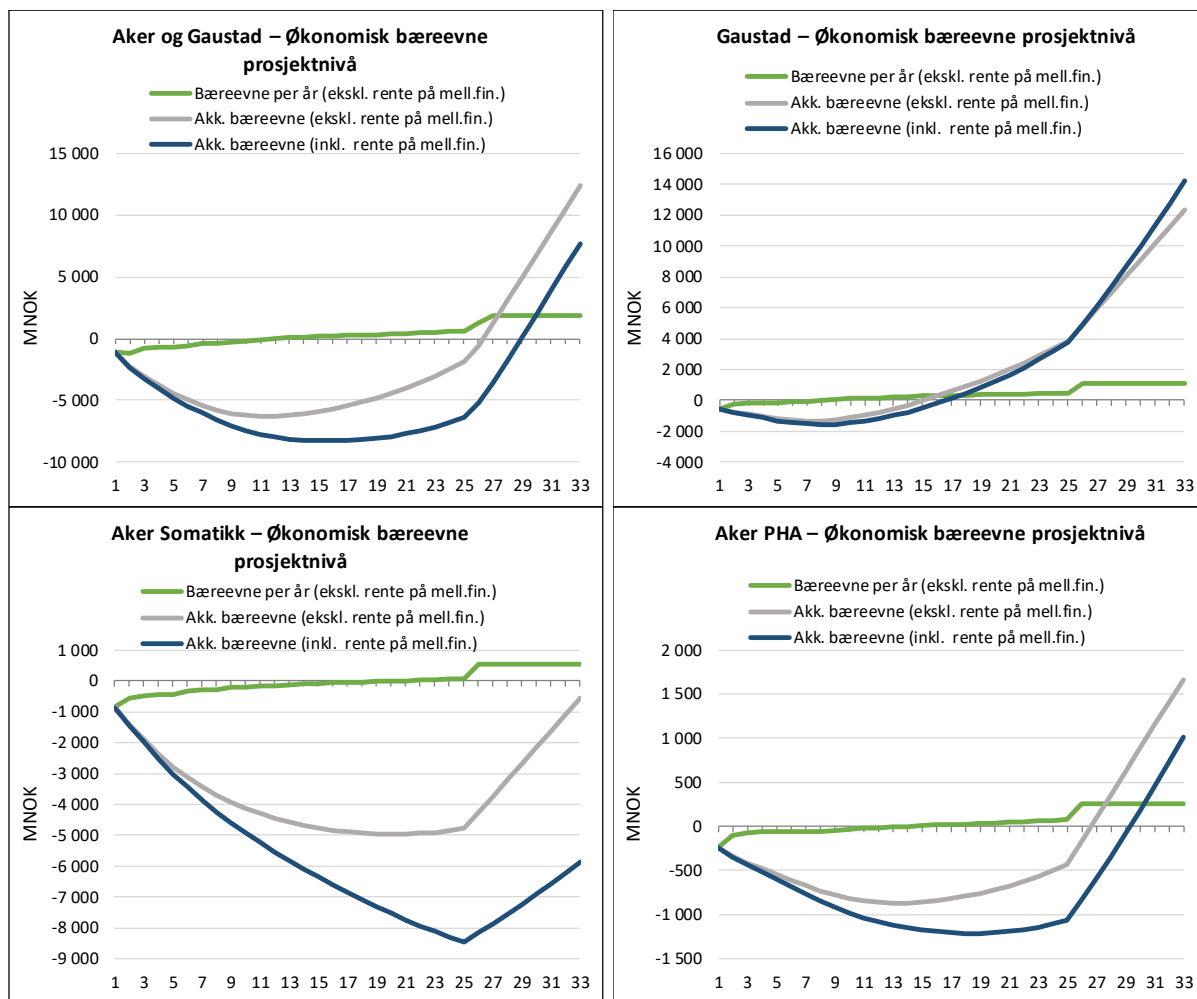 Aker og Gaustad – Økonomisk bæreevne
prosjektnivå
Bæreevne per år (ekskl. rente på mell.fin.)
Akk. bæreevne (ekskl. rente på mell.fin.)
Akk. bæreevne (inkl. rente på mell.fin.)
MNOK
15 000
10 000
5 000
0
-5 000
-10 000
1 3 5 7 9 11 13 15 17 19 21 23 25 27 29 31 33
Gaustad – Økonomisk bæreevne prosjektnivå
Bæreevne per år (ekskl. rente på mell.fin.)
Akk. bæreevne (ekskl. rente på mell.fin.)
Akk. bæreevne (inkl. rente på mell.fin.)
16 000
14 000
12 000
10 000
8 000
6 000
4 000
2 000
0
-2 000
-4 000
1 3 5 7 9 11 13 15 17 19 21 23 25 27 29 31 33
Aker Somatikk – Økonomisk bæreevne
prosjektnivå
Bæreevne per år (ekskl. rente på mell.fin.)
Akk. bæreevne (ekskl. rente på mell.fin.)
Akk. bæreevne (inkl. rente på mell.fin.)
MNOK
1 000
0
-1 000
-2 000
-3 000
-4 000
-5 000
-6 000
-7 000
-8 000
-9 000
1 3 5 7 9 11 13 15 17 19 21 23 25 27 29 31 33
Aker PHA – Økonomisk bæreevne prosjektnivå
Bæreevne per år (ekskl. rente på mell.fin.)
Akk. bæreevne (ekskl. rente på mell.fin.)
Akk. bæreevne (inkl. rente på mell.fin.)
MNOK
2 000
1 500
1 000
500
0
-500
-1 000
-1 500
1 3 5 7 9 11 13 15 17 19 21 23 25 27 29 31 33